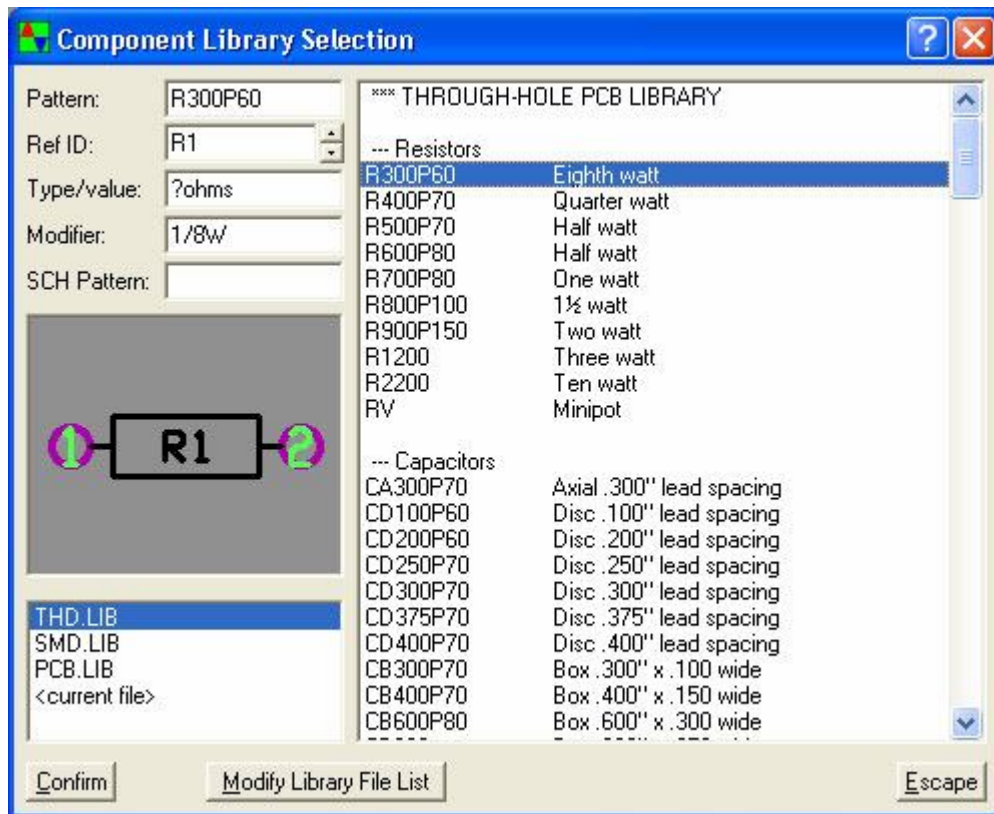 Component Library Selection
Pattern: R300P60
Ref ID: R1
Type/value: ?ohms
Modifier: 1/8W
SCH Pattern:
1 R1 2
THD.LIB
SMD.LIB
PCB.LIB
<current file>
*** THROUGH-HOLE PCB LIBRARY
--- Resistors
R300P60 Eighth watt
R400P70 Quarter watt
R500P70 Half watt
R600P80 Half watt
R700P80 One watt
R800P100 1½ watt
R900P150 Two watt
R1200 Three watt
R2200 Ten watt
RV Minipot
--- Capacitors
CA300P70 Axial .300" lead spacing
CD100P60 Disc .100" lead spacing
CD200P60 Disc .200" lead spacing
CD250P70 Disc .250" lead spacing
CD300P70 Disc .300" lead spacing
CD375P70 Disc .375" lead spacing
CD400P70 Disc .400" lead spacing
CB300P70 Box .300" x .100 wide
CB400P70 Box .400" x .150 wide
CB600P80 Box .600" x .300 wide
Confirm Modify Library File List Escape